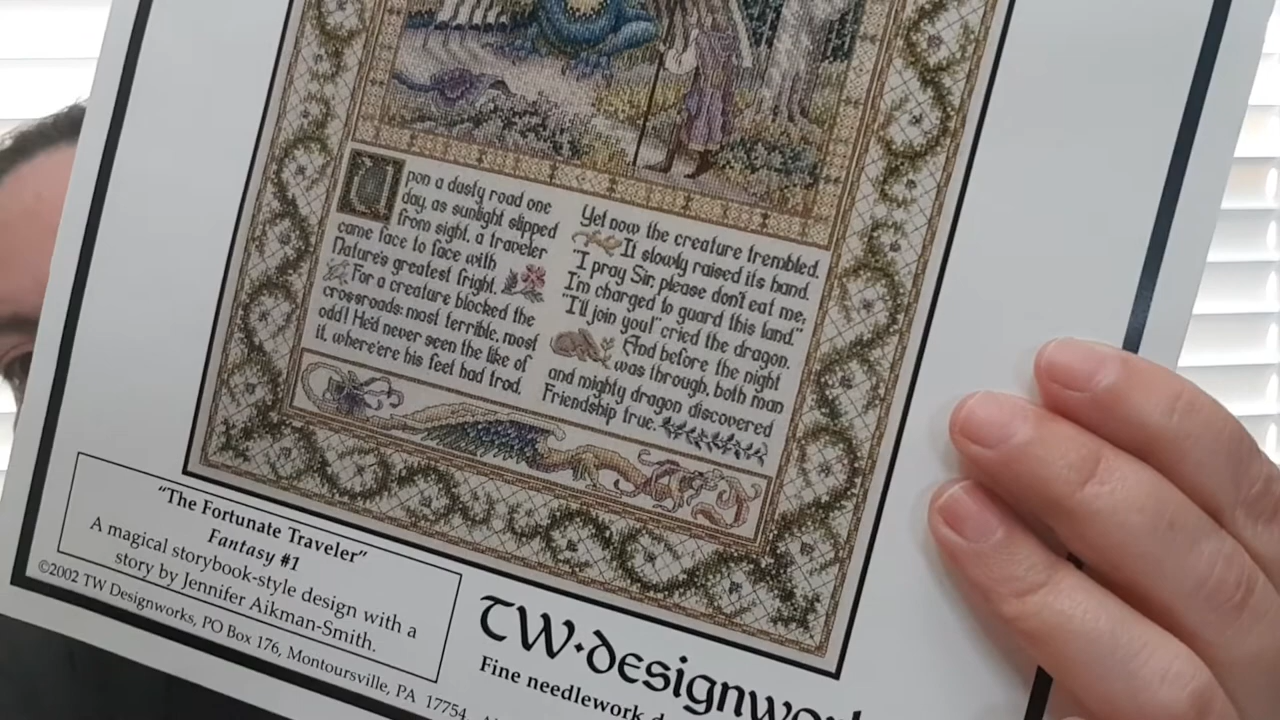 Upon a dusty road one
day, as sunlight slipped
from sight, a traveler
came face to face with
Nature's greatest fright.
For a creature blocked the
crossroads: most terrible, most
odd! He'd never seen the like of
it, where'ere his feet had trod.
Yet now the creature trembled.
It slowly raised its hand.
"I pray Sir, please don't eat me;
I'm charged to guard this land."
"I'll join you!" cried the dragon.
And before the night
was through, both man
and mighty dragon discovered
Friendship true.
"The Fortunate Traveler"
Fantasy #1
A magical storybook-style design with a
story by Jennifer Aikman-Smith.
©2002 TW Designworks, PO Box 176, Montoursville, PA 17754
TW·designwork
Fine needlework d